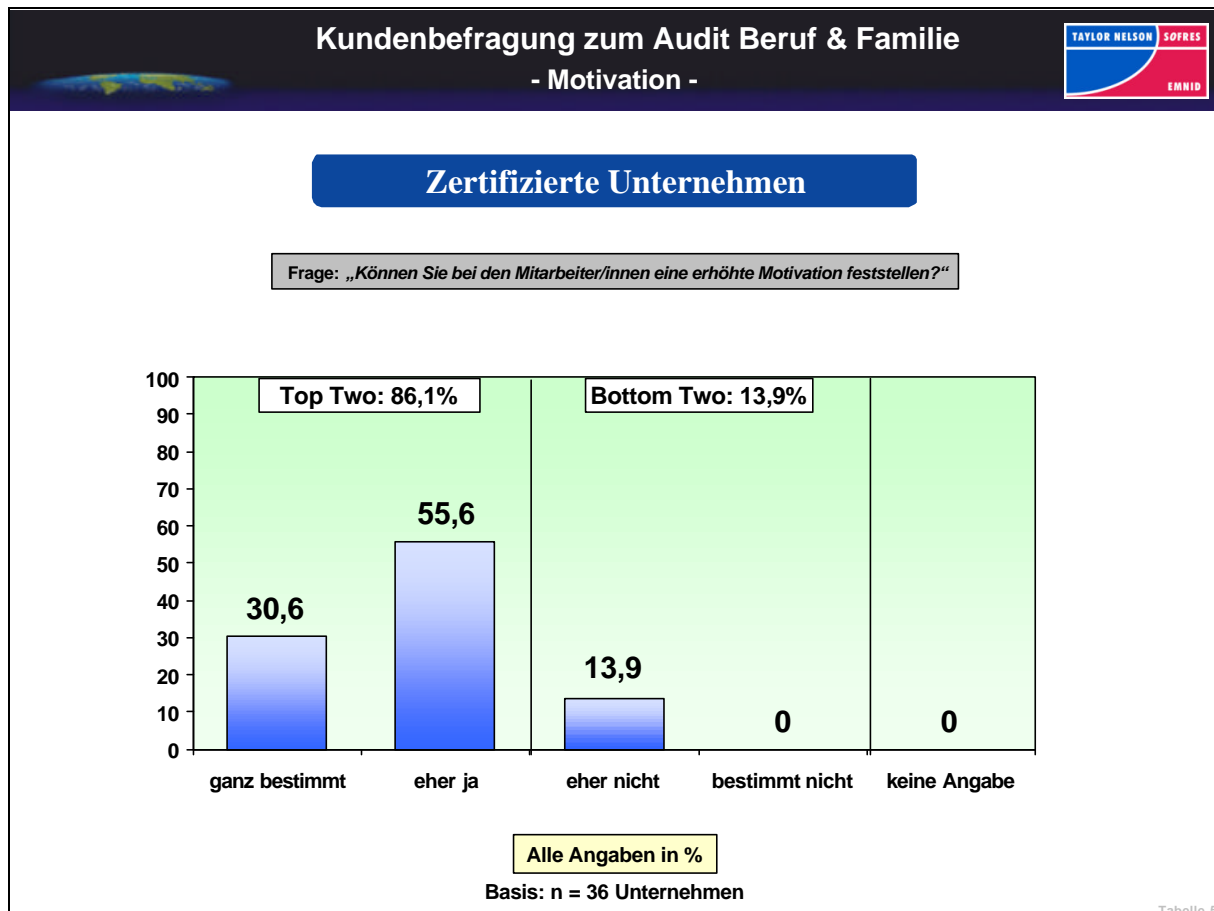 Kundenbefragung zum Audit Beruf & Familie
- Motivation -
TAYLOR NELSON SOFRES
EMNID
Zertifizierte Unternehmen
Frage: „Können Sie bei den Mitarbeiter/innen eine erhöhte Motivation feststellen?“
100
90
80
70
60
50
40
30
20
10
0
Top Two: 86,1%
Bottom Two: 13,9%
30,6
55,6
13,9
0
0
ganz bestimmt
eher ja
eher nicht
bestimmt nicht
keine Angabe
Alle Angaben in %
Basis: n = 36 Unternehmen
Tabelle